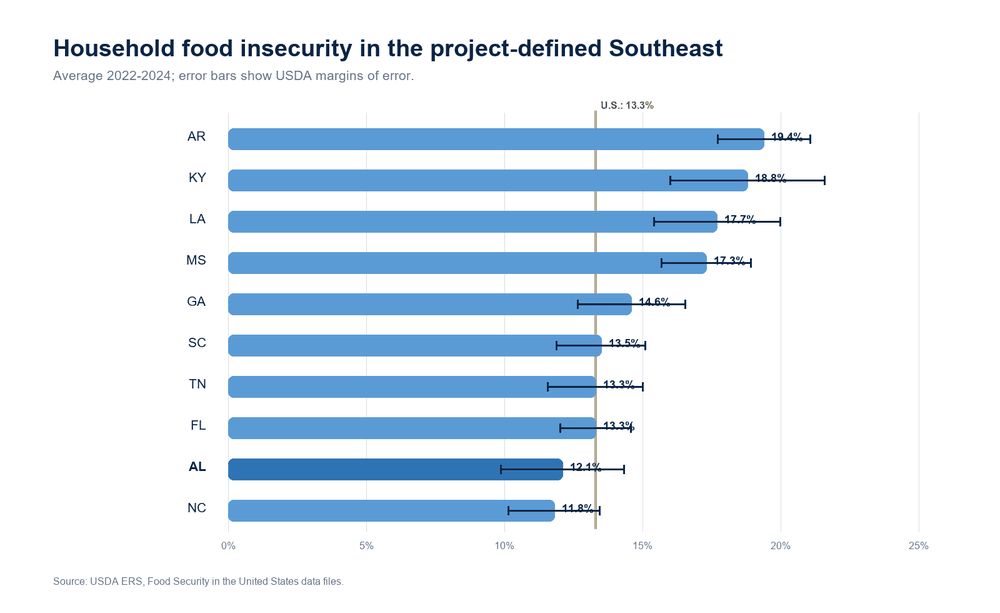 Household food insecurity in the project-defined Southeast
Average 2022-2024; error bars show USDA margins of error.
U.S.: 13.3%
AR 19.4%
KY 18.8%
LA 17.7%
MS 17.3%
GA 14.6%
SC 13.5%
TN 13.3%
FL 13.3%
AL 12.1%
NC 11.8%
0% 5% 10% 15% 20% 25%
Source: USDA ERS, Food Security in the United States data files.